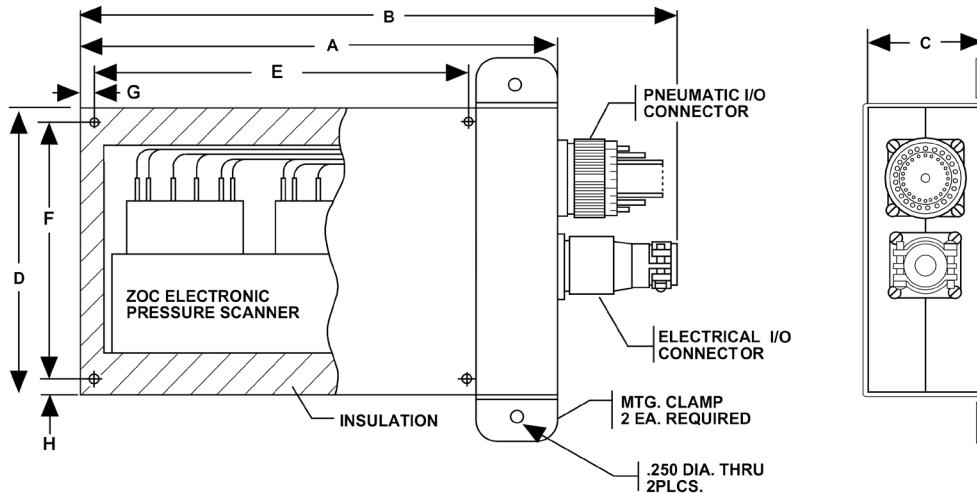 B
A
C
E
G
PNEUMATIC I/O
CONNECTOR
F
D
ZOC ELECTRONIC
PRESSURE SCANNER
ELECTRICAL I/O
CONNECTOR
INSULATION
MTG. CLAMP
2 EA. REQUIRED
H
.250 DIA. THRU
2PLCS.